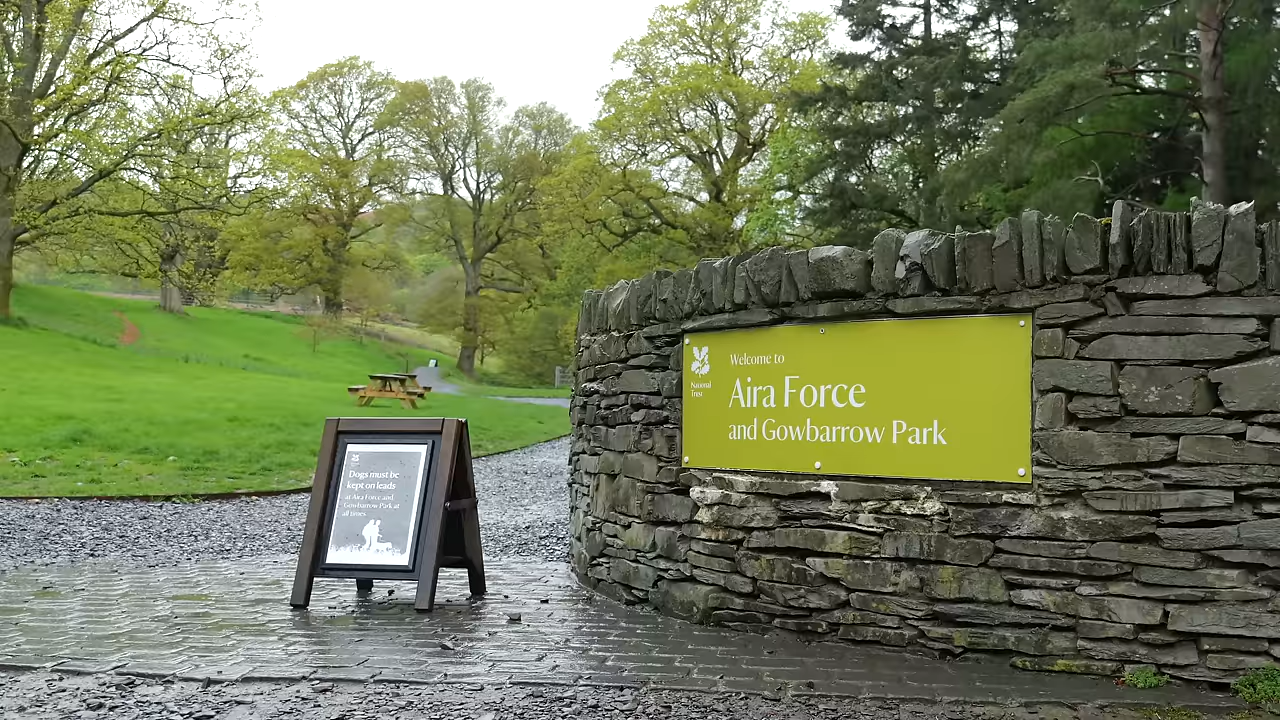 National
Trust
Welcome to
Aira Force
and Gowbarrow Park
Dogs must be
kept on leads
at Aira Force and
Gowbarrow Park at
all times